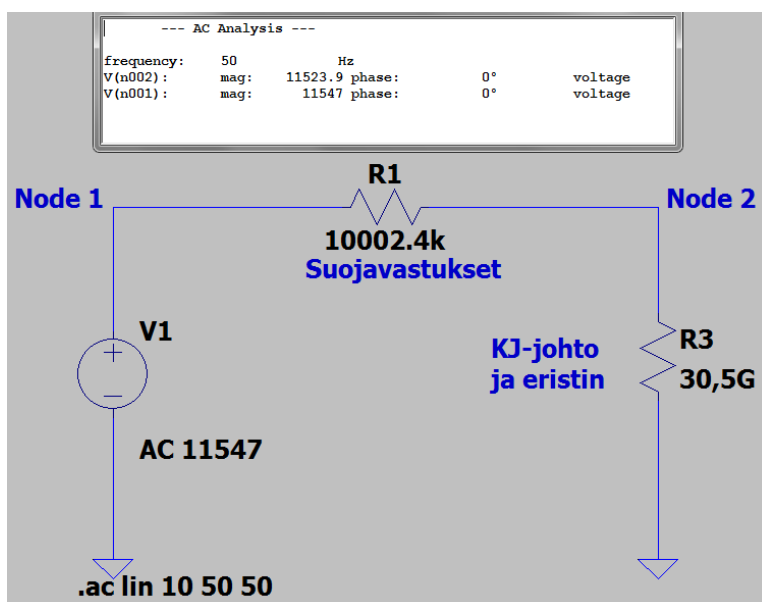 --- AC Analysis ---
frequency: 50 Hz
V(n002): mag: 11523.9 phase: 0° voltage
V(n001): mag: 11547 phase: 0° voltage
R1
Node 1
Node 2
10002.4k
Suojavastukset
V1
R3
KJ-johto
ja eristin
30,5G
AC 11547
.ac lin 10 50 50